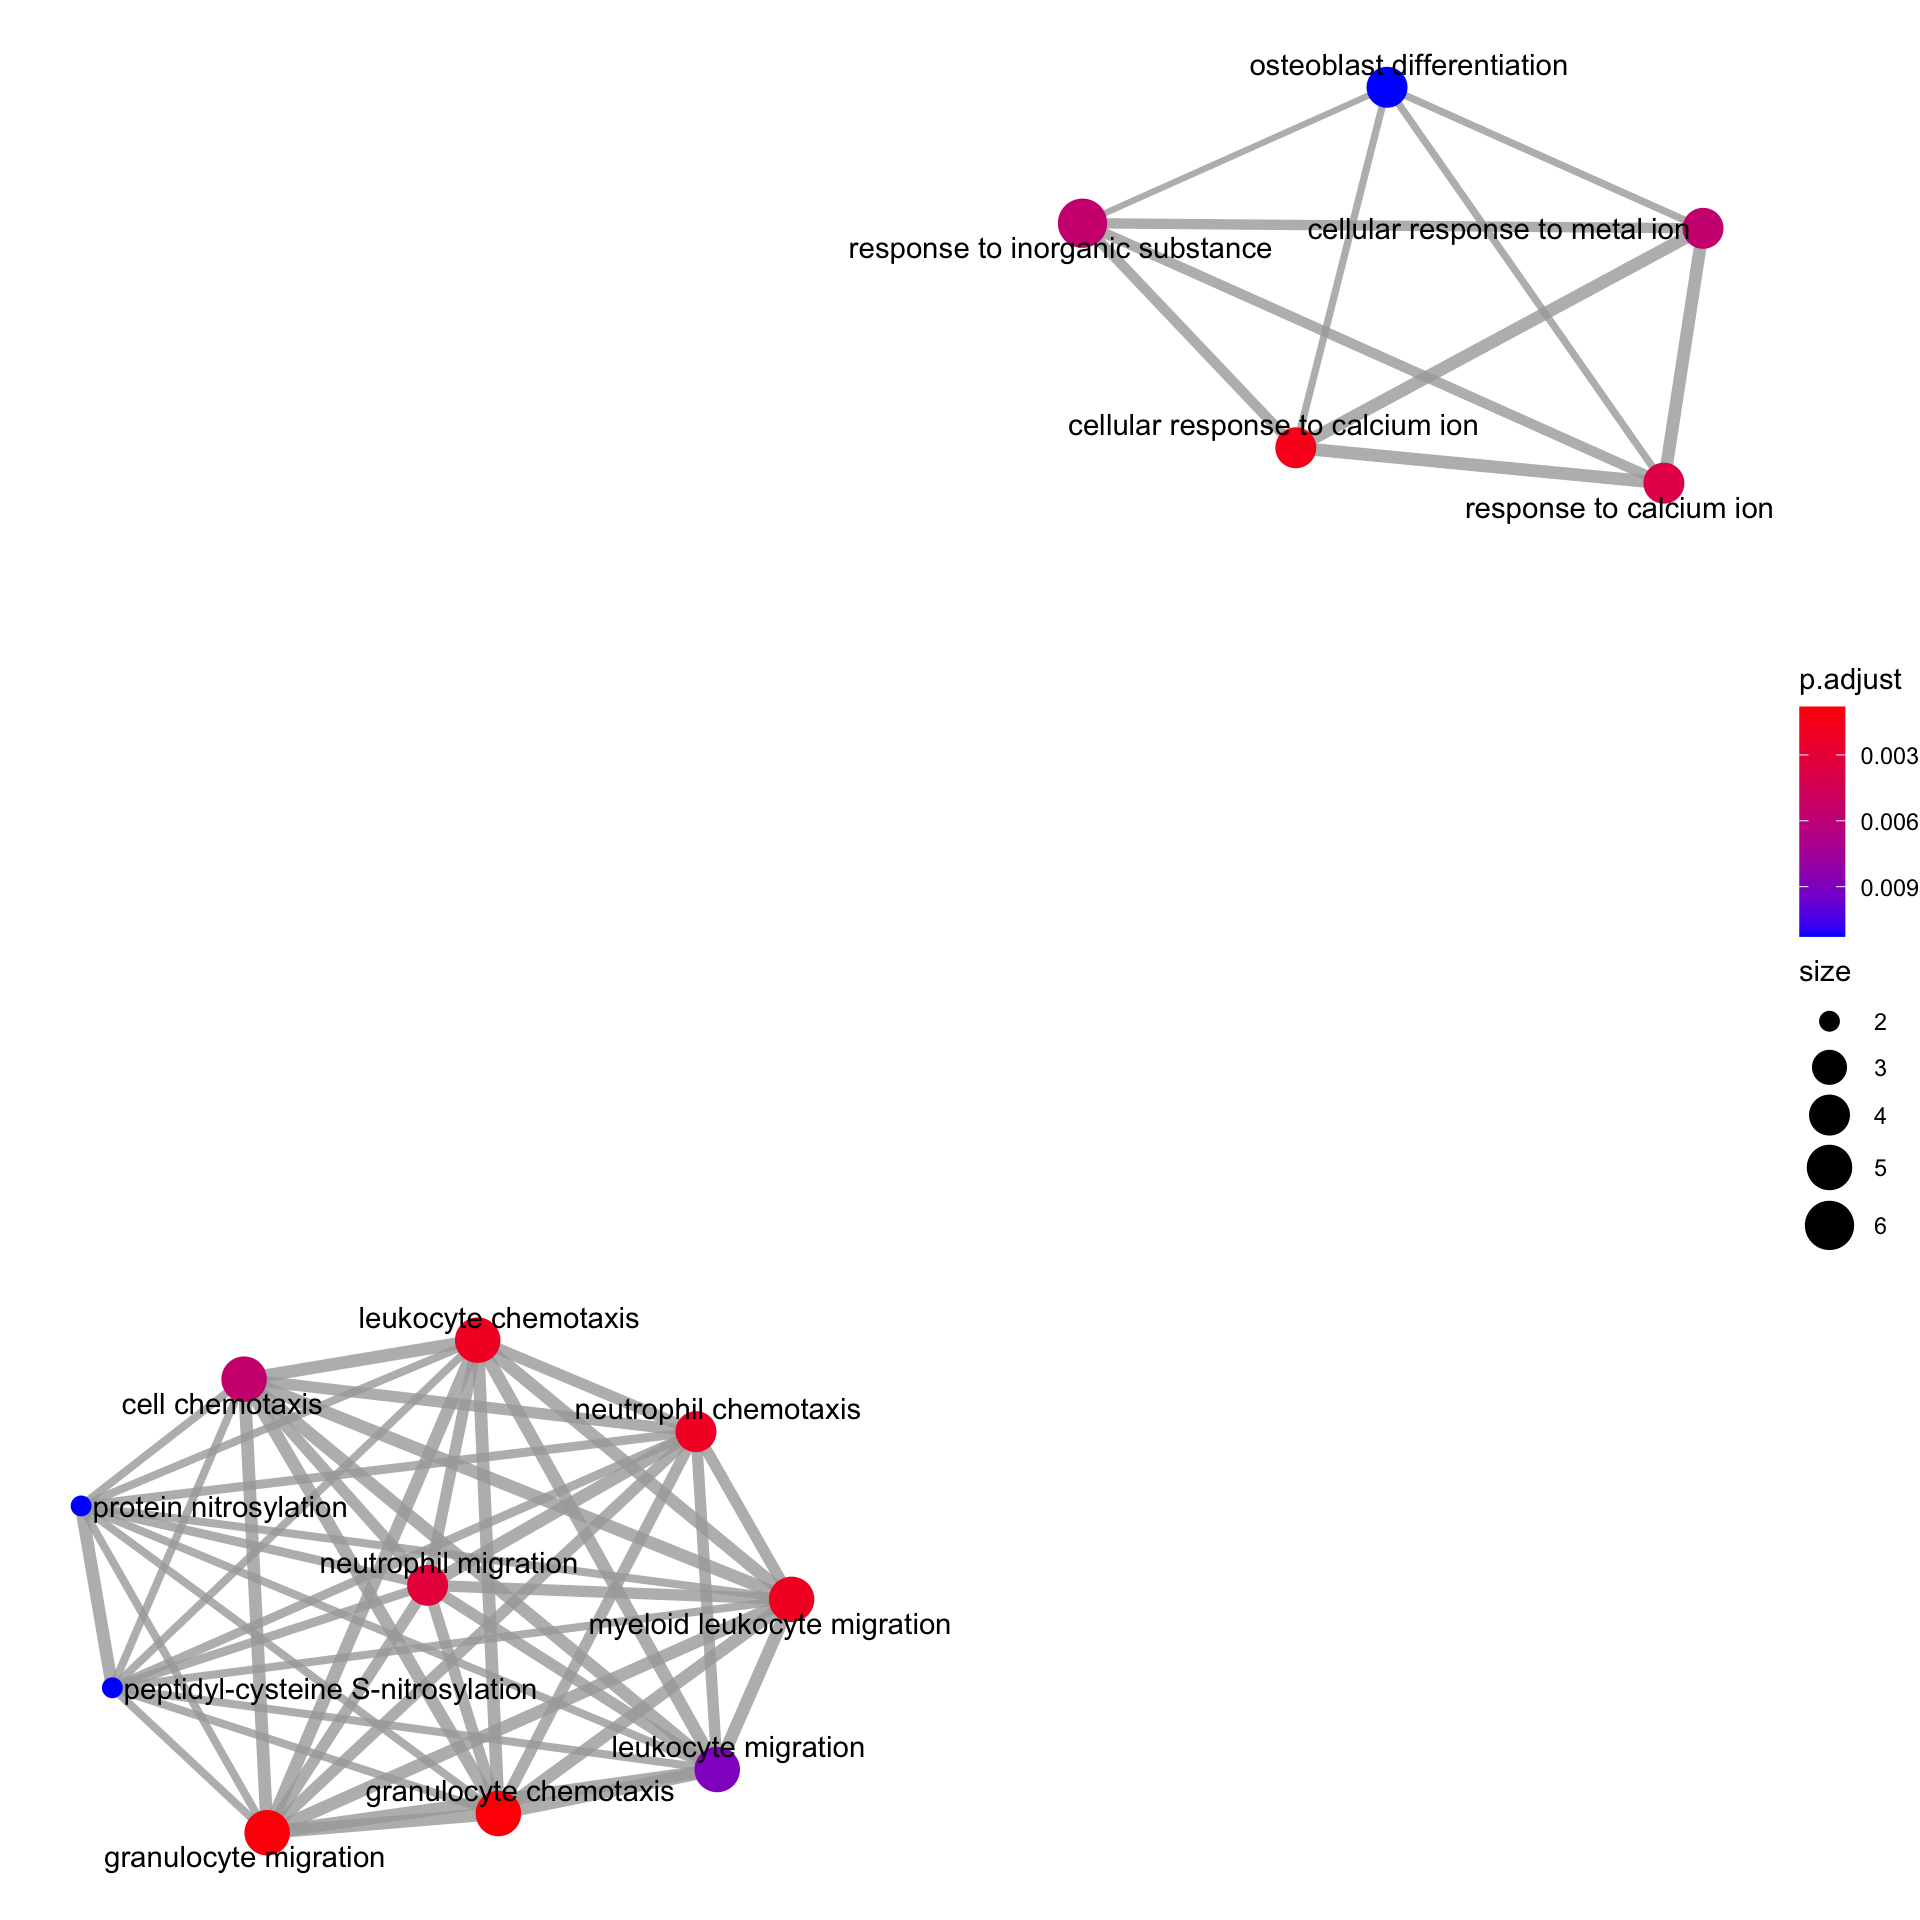 osteoblast differentiation
cellular response to metal ion
response to inorganic substance
cellular response to calcium ion
response to calcium ion
p.adjust
0.003
0.006
0.009
size
2
3
4
5
6
leukocyte chemotaxis
cell chemotaxis
neutrophil chemotaxis
protein nitrosylation
neutrophil migration
myeloid leukocyte migration
peptidyl-cysteine S-nitrosylation
leukocyte migration
granulocyte chemotaxis
granulocyte migration